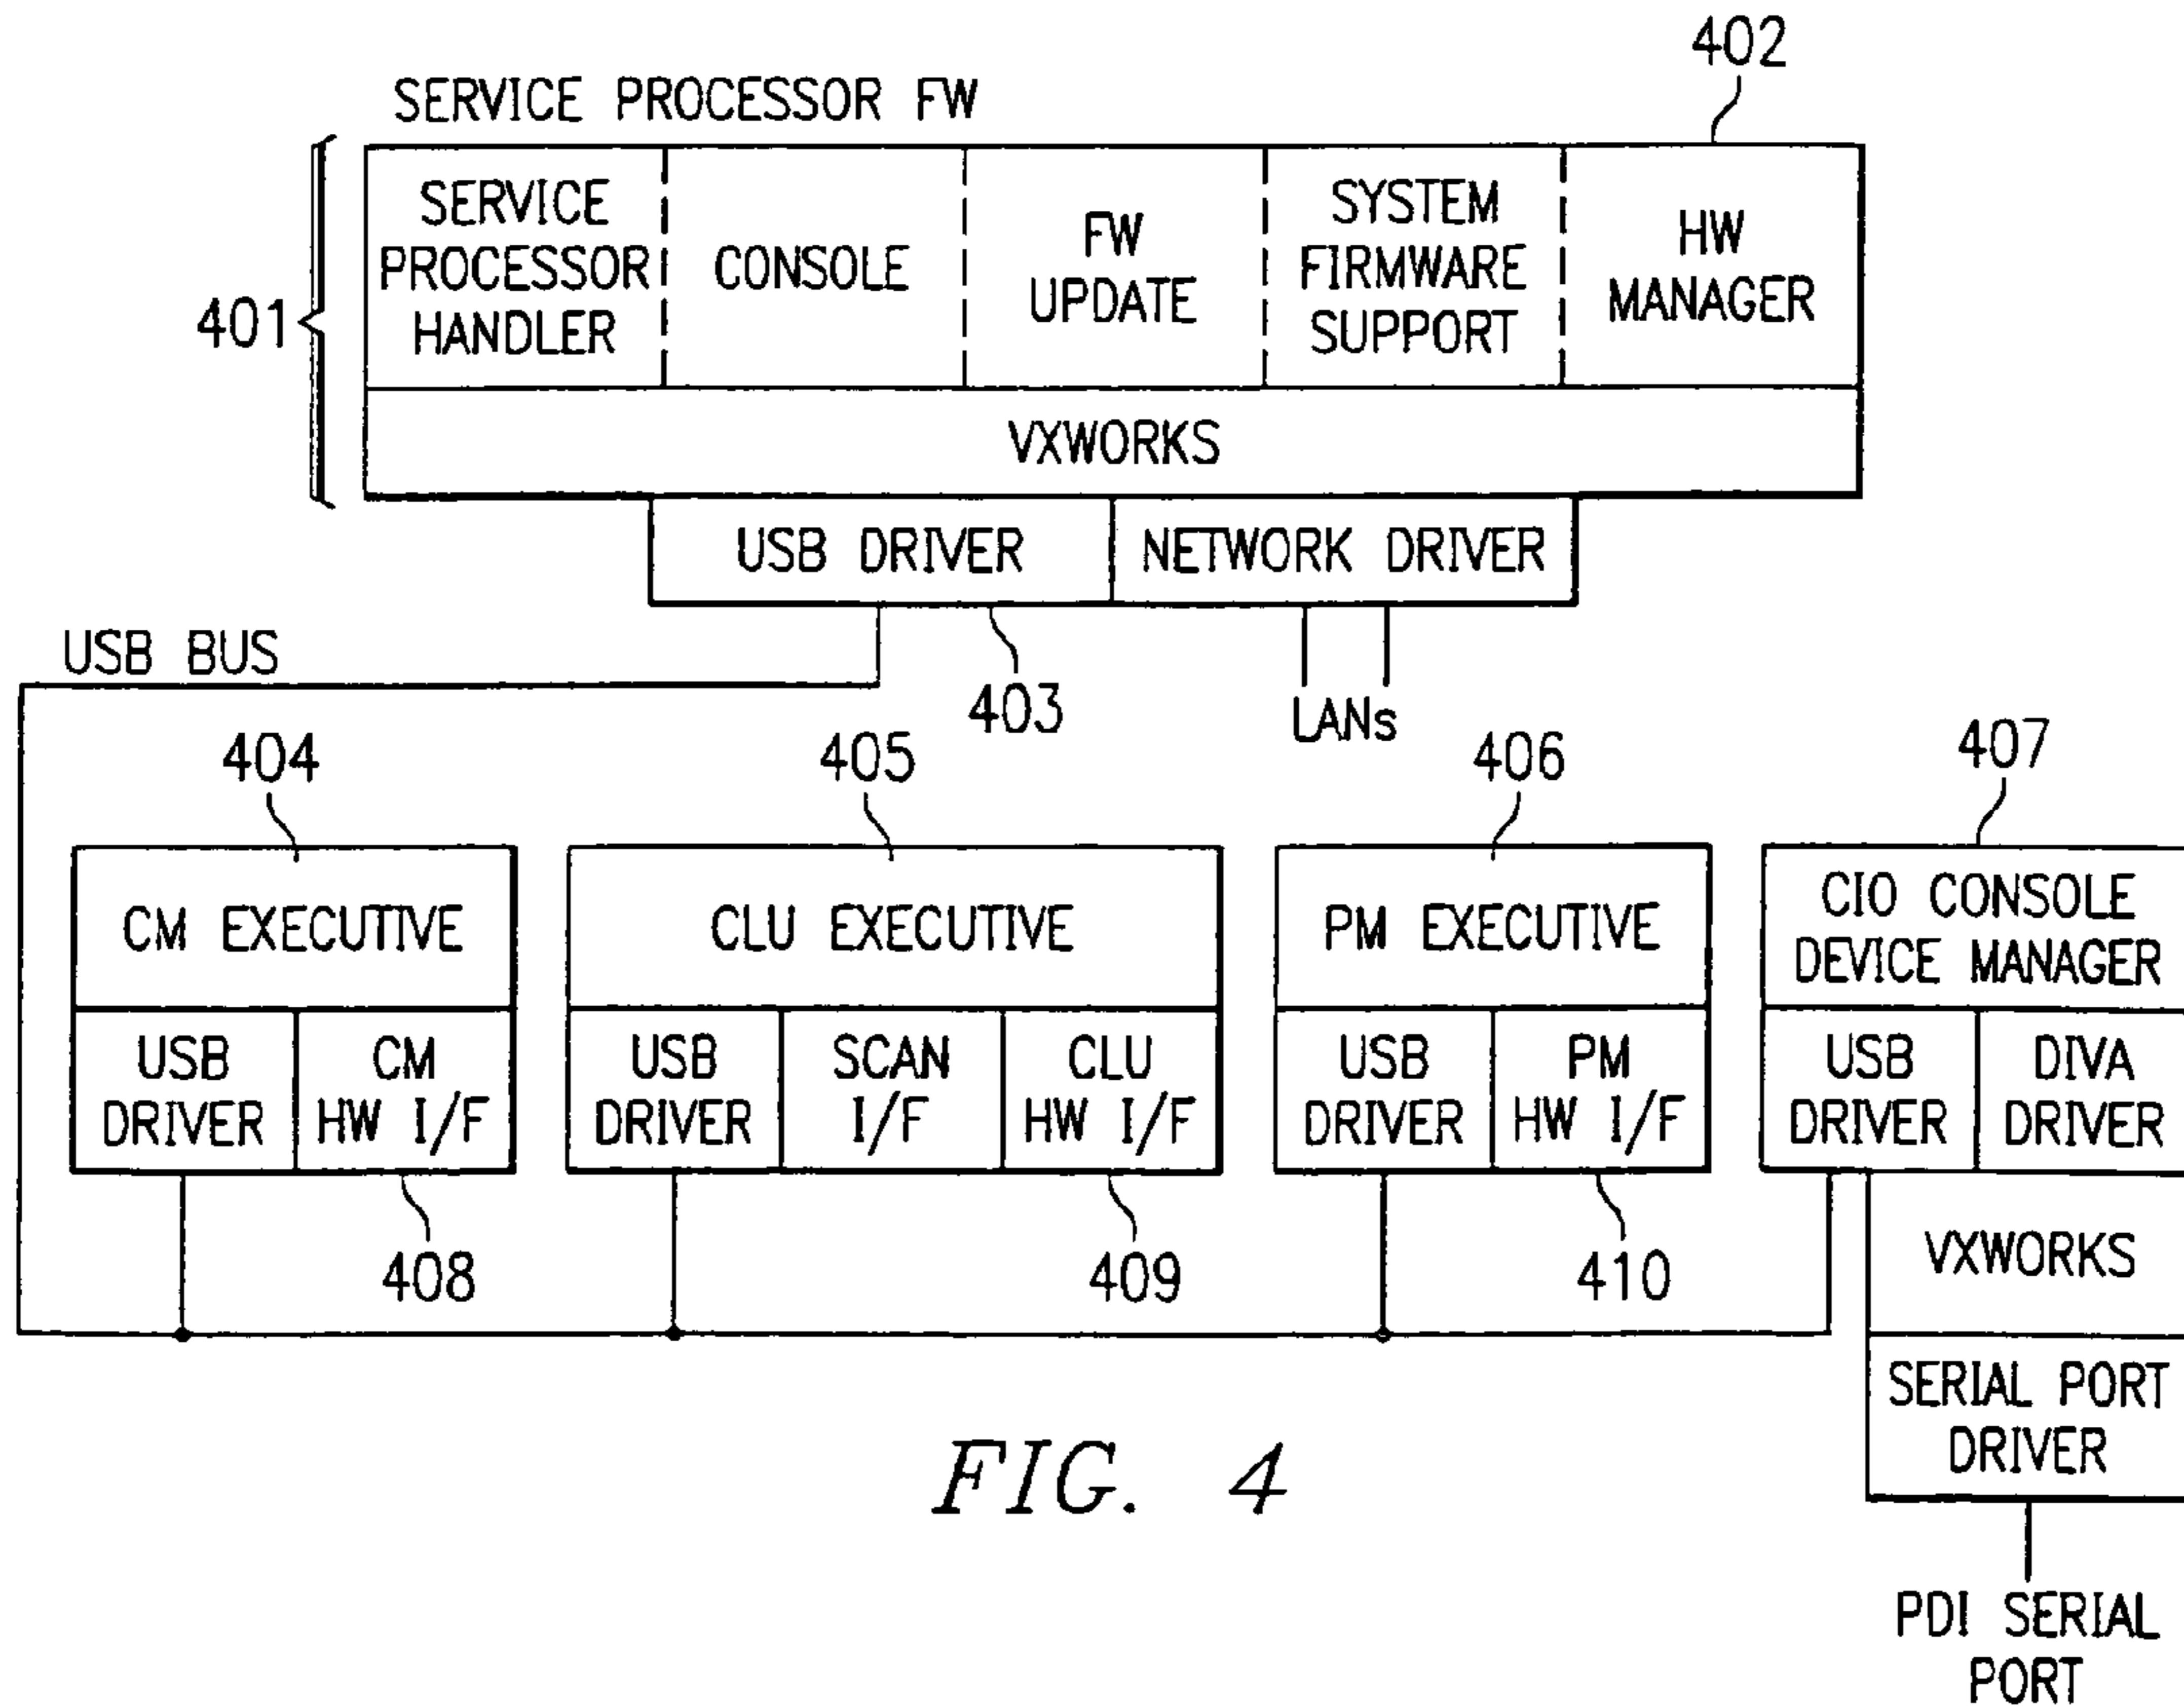 402
SERVICE PROCESSOR FW
401
SERVICE
PROCESSOR
HANDLER
CONSOLE
FW
UPDATE
SYSTEM
FIRMWARE
SUPPORT
HW
MANAGER
VXWORKS
USB DRIVER
NETWORK DRIVER
USB BUS
403
LANs
404
405
406
407
CM EXECUTIVE
USB
DRIVER
CM
HW I/F
408
CLU EXECUTIVE
USB
DRIVER
SCAN
I/F
CLU
HW I/F
409
PM EXECUTIVE
USB
DRIVER
PM
HW I/F
410
CIO CONSOLE
DEVICE MANAGER
USB
DRIVER
DIVA
DRIVER
VXWORKS
SERIAL PORT
DRIVER
PDI SERIAL
PORT
FIG. 4